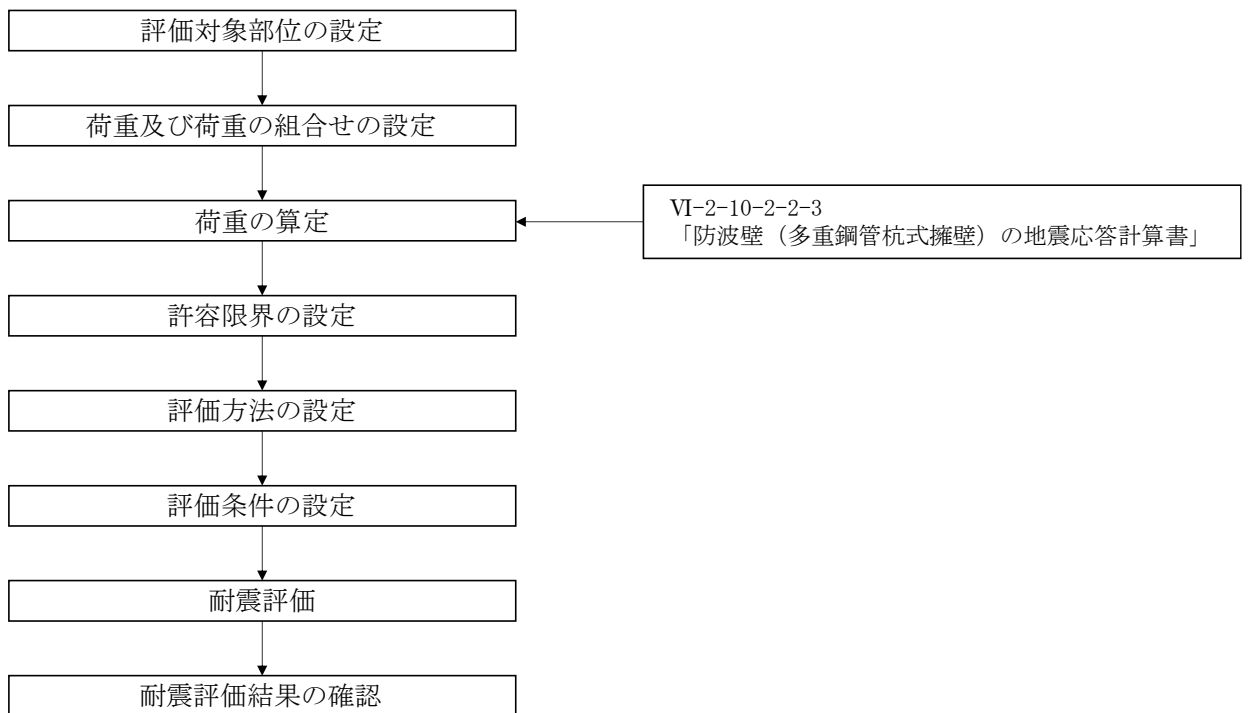 評価対象部位の設定
荷重及び荷重の組合せの設定
荷重の算定
Ⅵ-2-10-2-2-3
「防波壁（多重鋼管杭式擁壁）の地震応答計算書」
許容限界の設定
評価方法の設定
評価条件の設定
耐震評価
耐震評価結果の確認